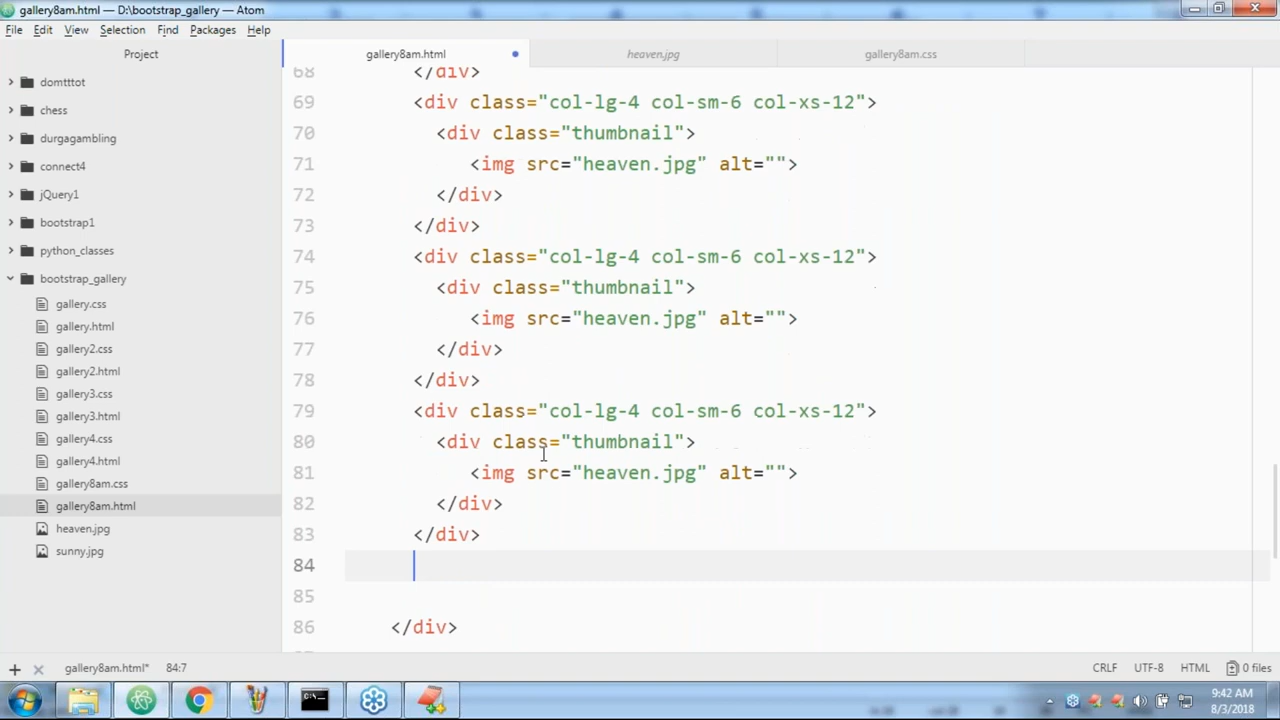 gallery8am.html — D:\bootstrap_gallery — Atom
File Edit View Selection Find Packages Help
Project
gallery8am.html heaven.jpg gallery8am.css
domtttot
chess
durgagambling
connect4
jQuery1
bootstrap1
python_classes
bootstrap_gallery
gallery.css
gallery.html
gallery2.css
gallery2.html
gallery3.css
gallery3.html
gallery4.css
gallery4.html
gallery8am.css
gallery8am.html
heaven.jpg
sunny.jpg
68 </div>
69 <div class="col-lg-4 col-sm-6 col-xs-12">
70 <div class="thumbnail">
71 <img src="heaven.jpg" alt="">
72 </div>
73 </div>
74 <div class="col-lg-4 col-sm-6 col-xs-12">
75 <div class="thumbnail">
76 <img src="heaven.jpg" alt="">
77 </div>
78 </div>
79 <div class="col-lg-4 col-sm-6 col-xs-12">
80 <div class="thumbnail">
81 <img src="heaven.jpg" alt="">
82 </div>
83 </div>
84
85
86 </div>
gallery8am.html* 84:7 CRLF UTF-8 HTML 0 files
9:42 AM
8/3/2018